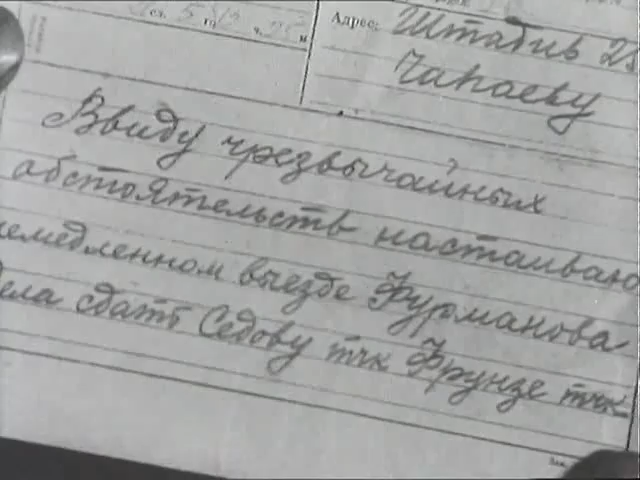 Адрес: Штадив 25
Чапаеву
Ввиду чрезвычайных
обстоятельств настаиваю
немедленном выезде Фурманова
дела сдать Седову тчк Фрунзе тчк